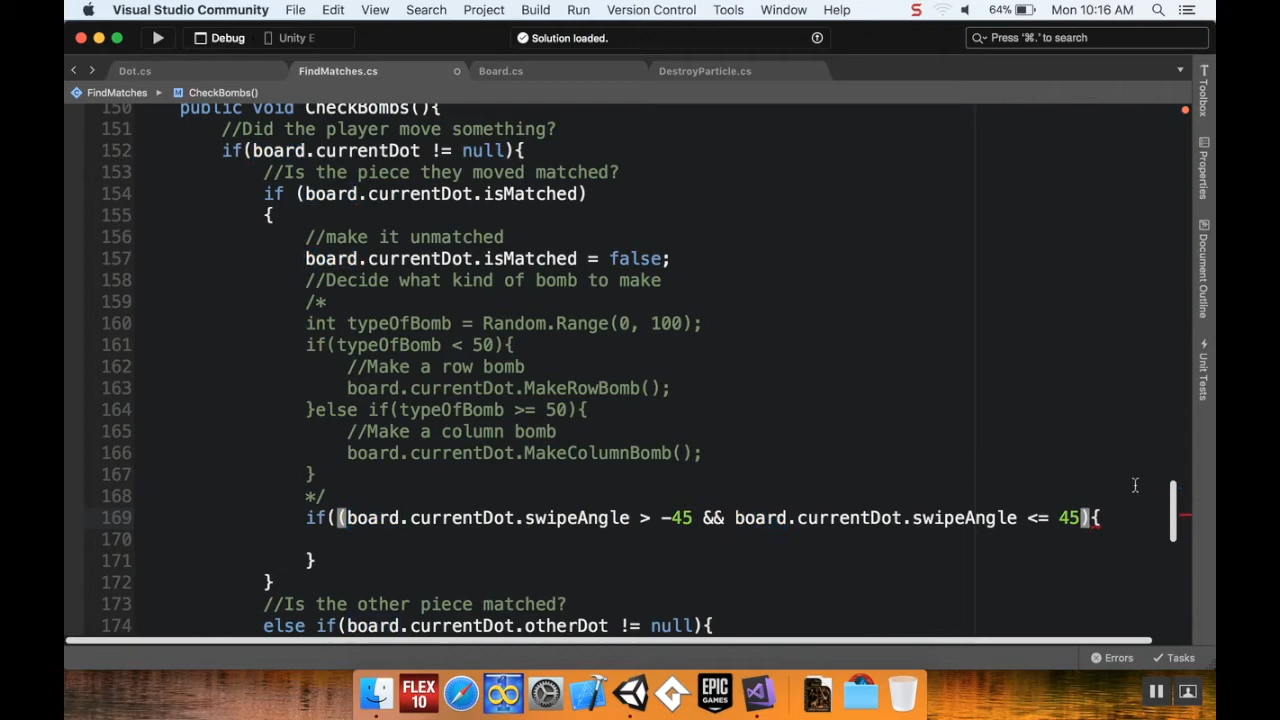 Visual Studio Community File Edit View Search Project Build Run Version Control Tools Window Help S 64% Mon 10:16 AM
Debug Unity E Solution loaded. Press '⌘.' to search
Dot.cs FindMatches.cs Board.cs DestroyParticle.cs
FindMatches ▸ M CheckBombs()
150 public void CheckBombs(){
151 //Did the player move something?
152 if(board.currentDot != null){
153 //Is the piece they moved matched?
154 if (board.currentDot.isMatched)
155 {
156 //make it unmatched
157 board.currentDot.isMatched = false;
158 //Decide what kind of bomb to make
159 /*
160 int typeOfBomb = Random.Range(0, 100);
161 if(typeOfBomb < 50){
162 //Make a row bomb
163 board.currentDot.MakeRowBomb();
164 }else if(typeOfBomb >= 50){
165 //Make a column bomb
166 board.currentDot.MakeColumnBomb();
167 }
168 */
169 if((board.currentDot.swipeAngle > -45 && board.currentDot.swipeAngle <= 45){
170
171 }
172 }
173 //Is the other piece matched?
174 else if(board.currentDot.otherDot != null){
Toolbox
Properties
Document Outline
Unit Tests
Errors Tasks
FLEX 10 EPIC GAMES